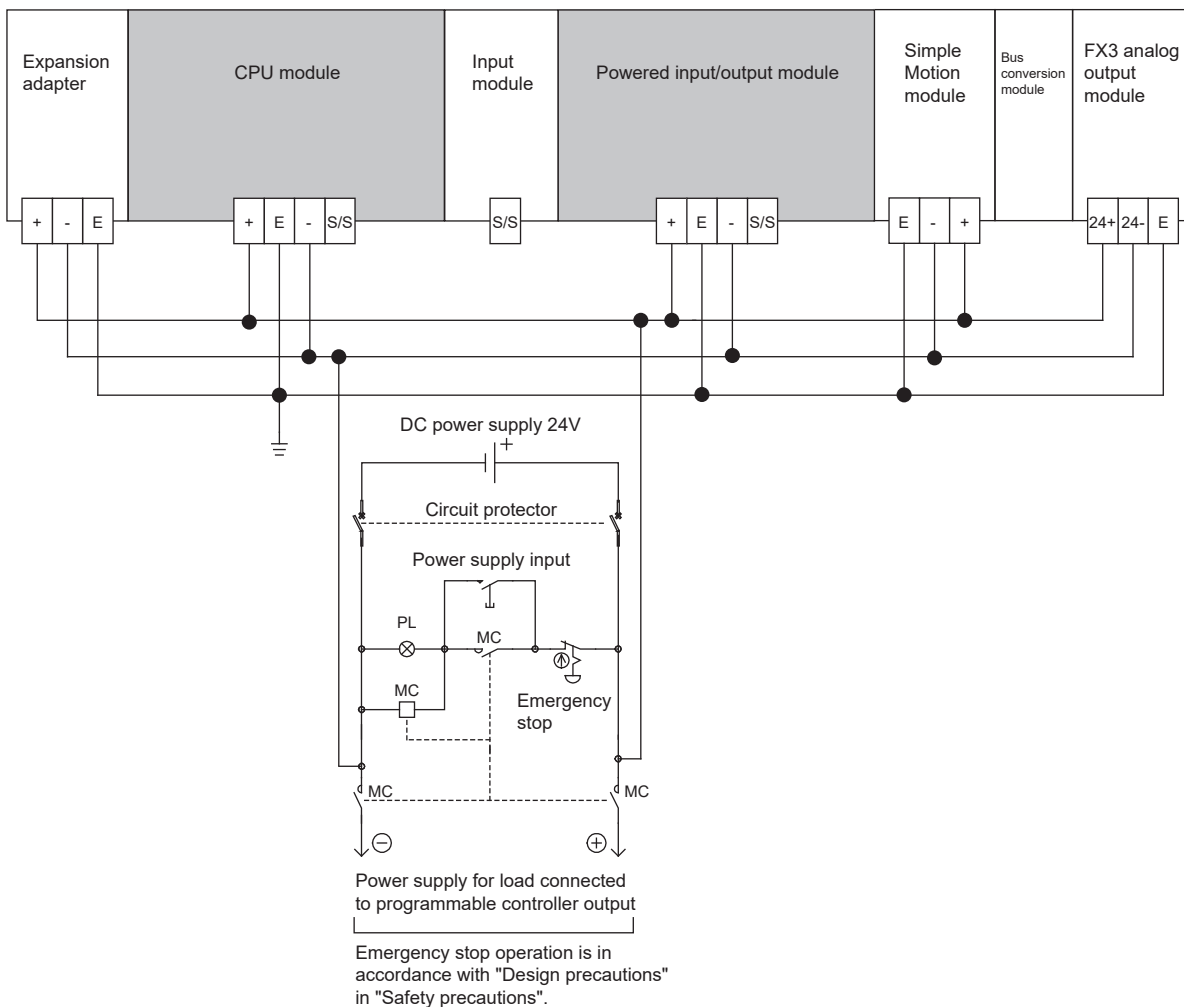 Expansion
adapter
CPU module
Input
module
Powered input/output module
Simple
Motion
module
Bus
conversion
module
FX3 analog
output
module
+ - E
+ E - S/S
S/S
+ E - S/S
E - +
24+ 24- E
DC power supply 24V
+
Circuit protector
Power supply input
PL
MC
MC
Emergency
stop
MC
MC
-
+
Power supply for load connected
to programmable controller output
Emergency stop operation is in
accordance with "Design precautions"
in "Safety precautions".